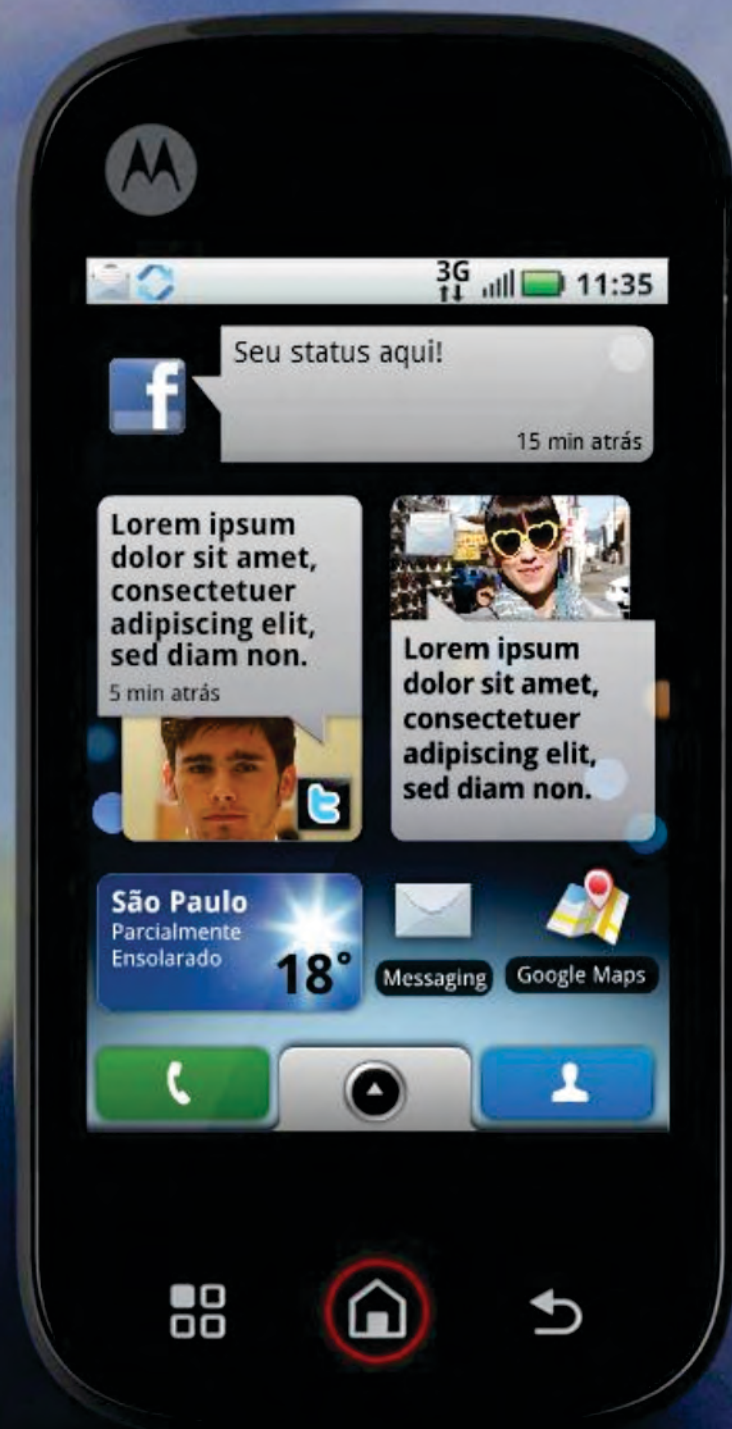 3G
11:35
Seu status aqui!
15 min atrás
Lorem ipsum
dolor sit amet,
consectetuer
adipiscing elit,
sed diam non.
5 min atrás
Lorem ipsum
dolor sit amet,
consectetuer
adipiscing elit,
sed diam non.
São Paulo
Parcialmente
Ensolarado
18°
Messaging
Google Maps